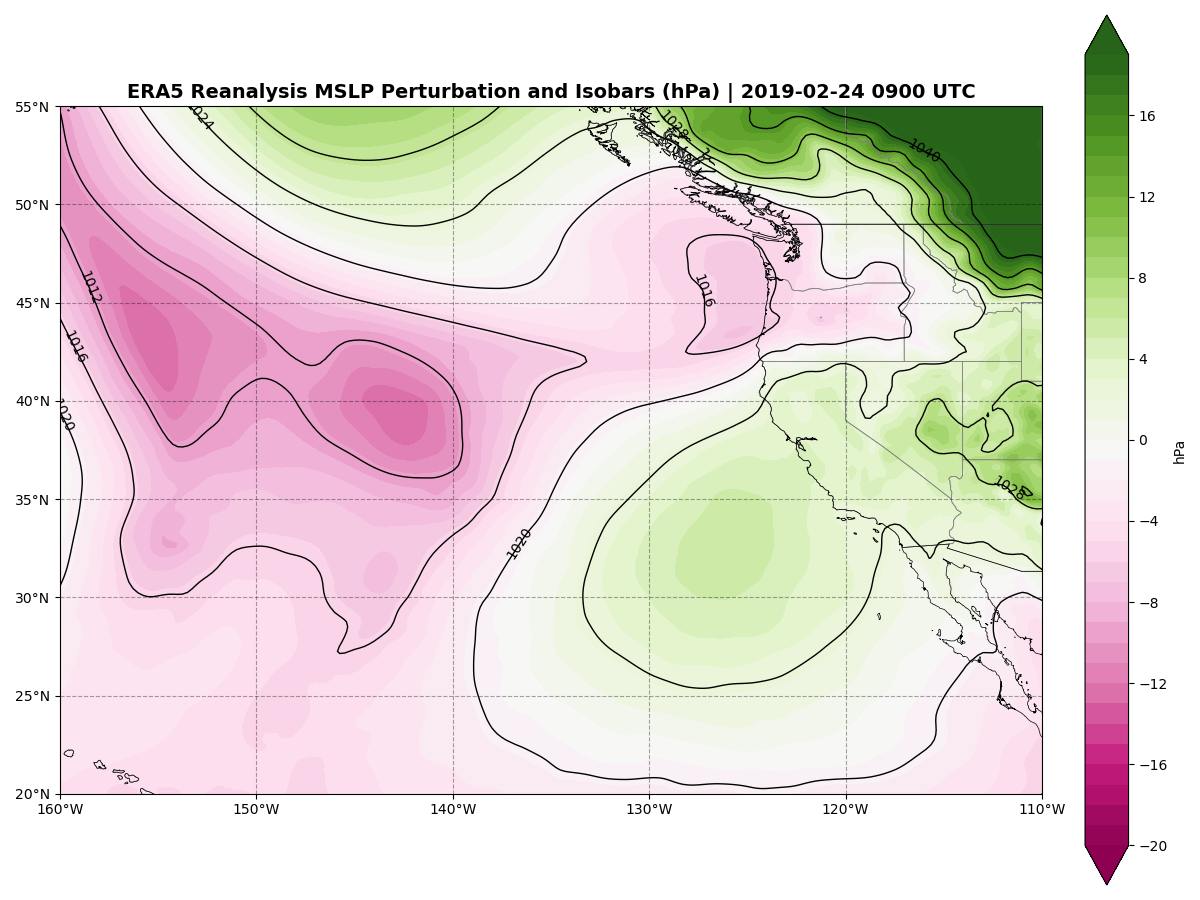 ERA5 Reanalysis MSLP Perturbation and Isobars (hPa) | 2019-02-24 0900 UTC
55°N
50°N
45°N
40°N
35°N
30°N
25°N
20°N
160°W 150°W 140°W 130°W 120°W 110°W
1024
1028
1040
1012
1016
1016
1020
1020
1028
16
12
8
4
0
−4
−8
−12
−16
−20
hPa